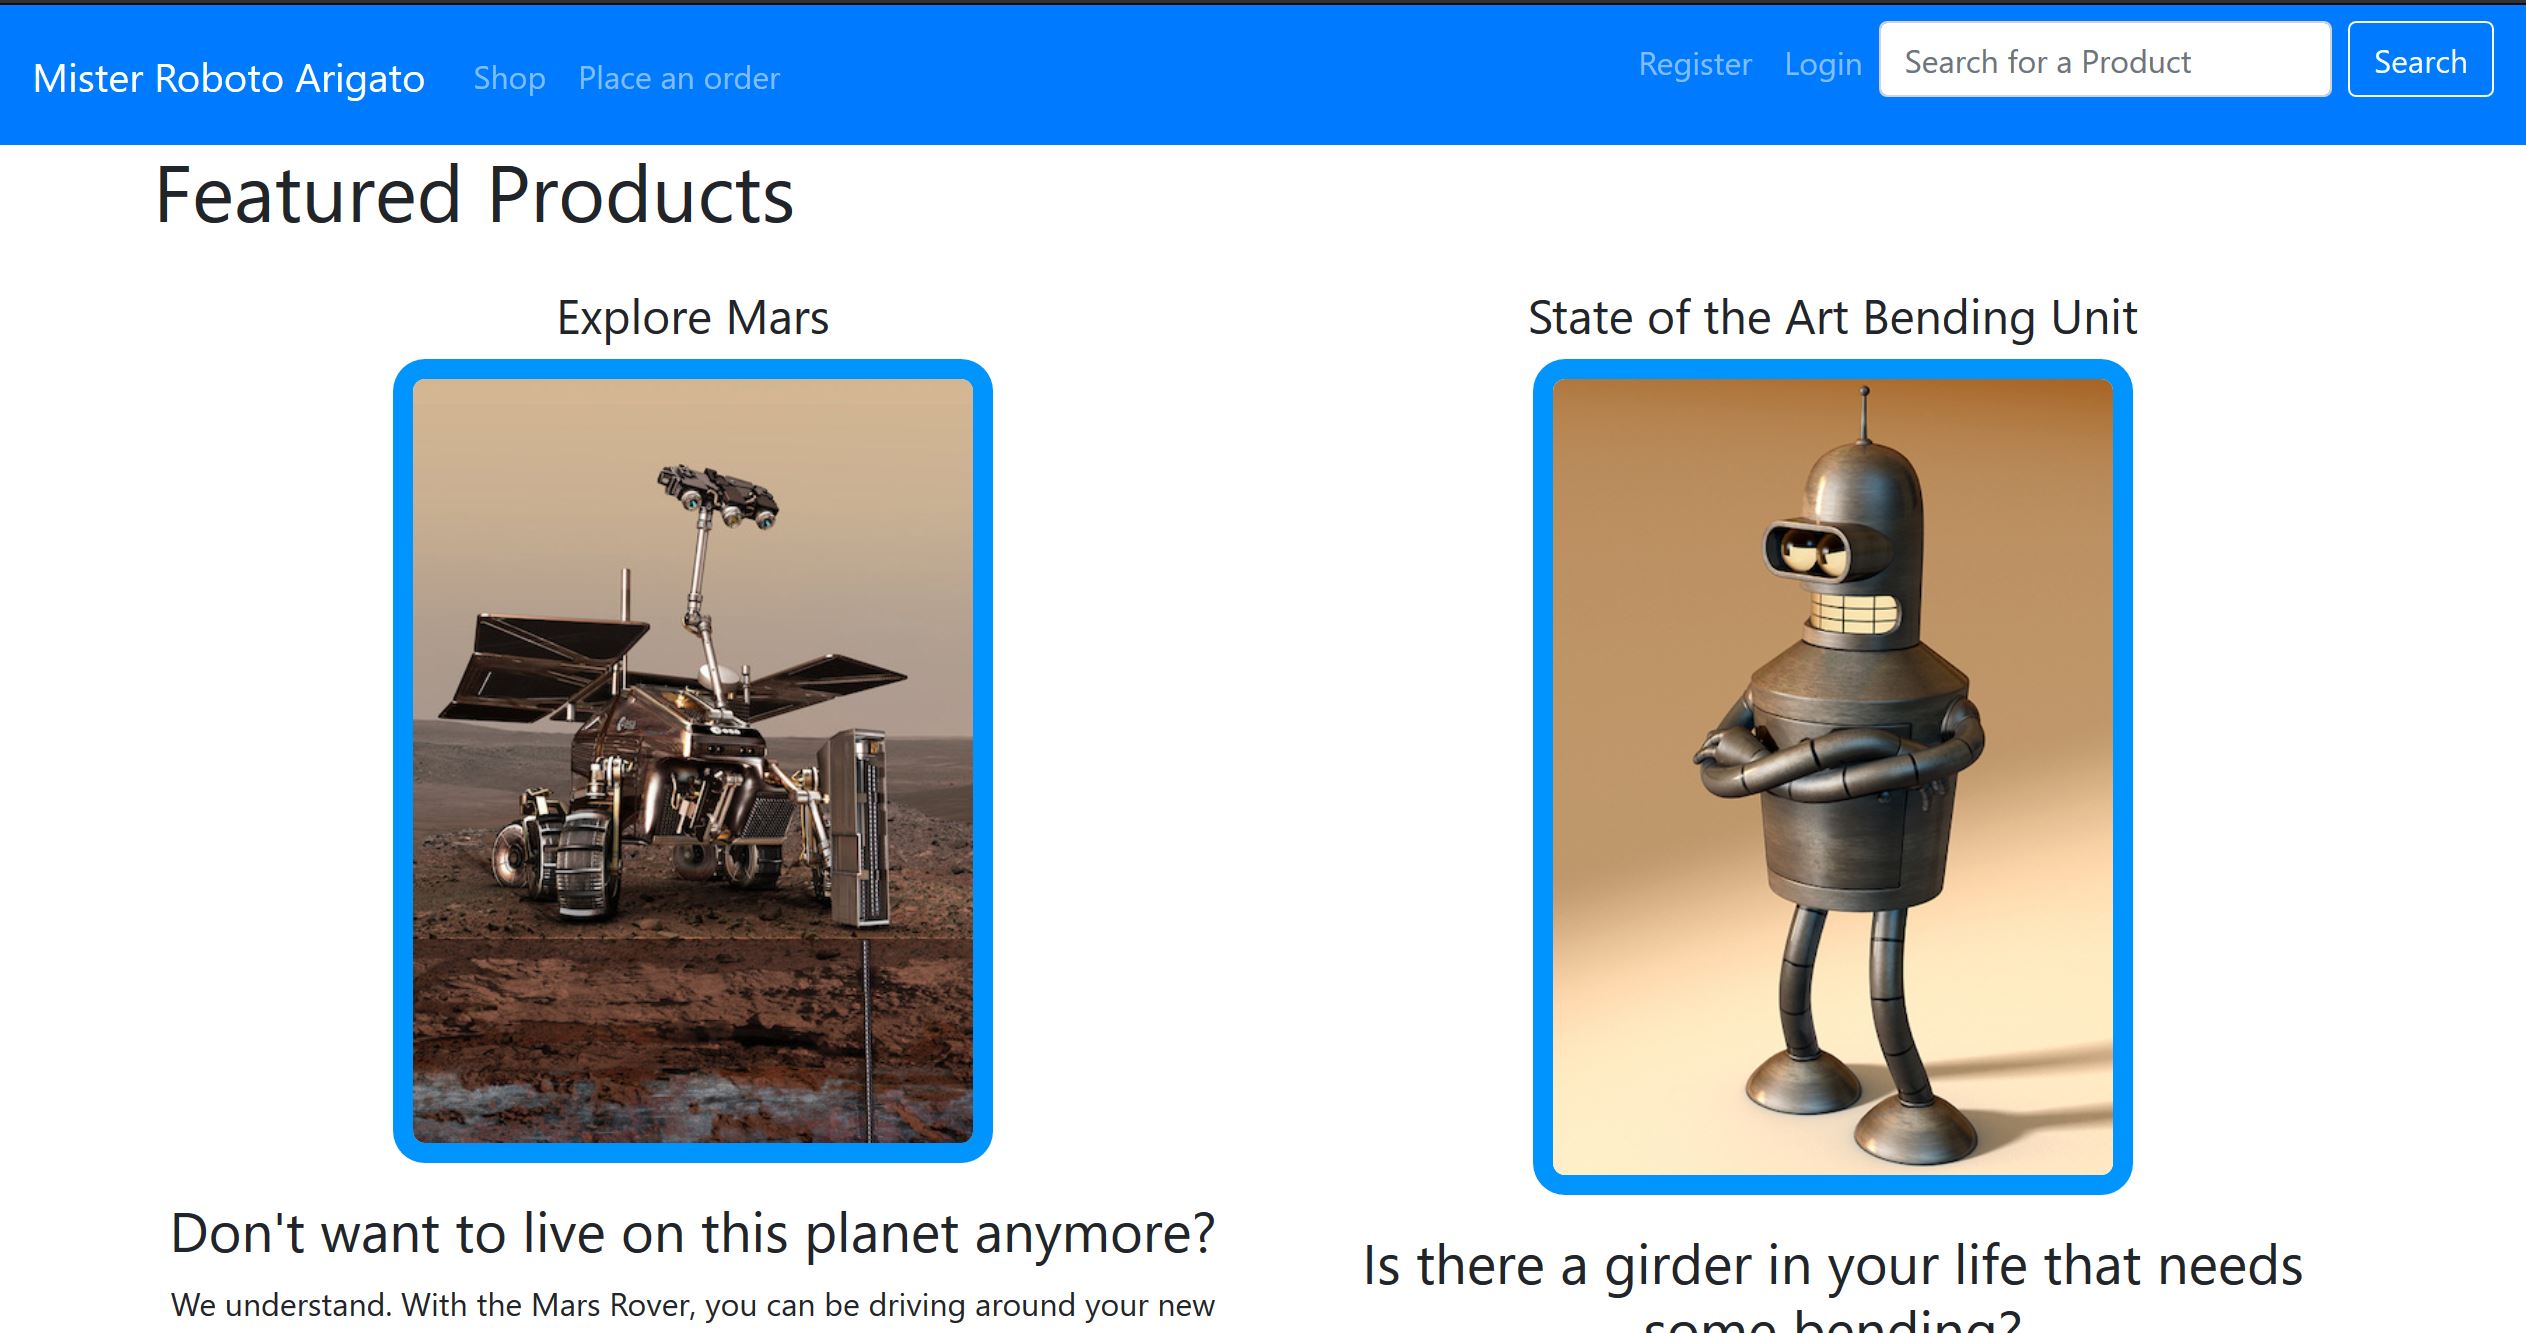 Mister Roboto Arigato Shop Place an order Register Login Search for a Product Search
Featured Products
Explore Mars
State of the Art Bending Unit
Don't want to live on this planet anymore?
We understand. With the Mars Rover, you can be driving around your new
Is there a girder in your life that needs
some bending?